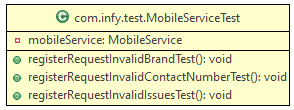 C com.infy.test.MobileServiceTest
mobileService: MobileService
registerRequestInvalidBrandTest(): void
registerRequestInvalidContactNumberTest(): void
registerRequestInvalidIssuesTest(): void